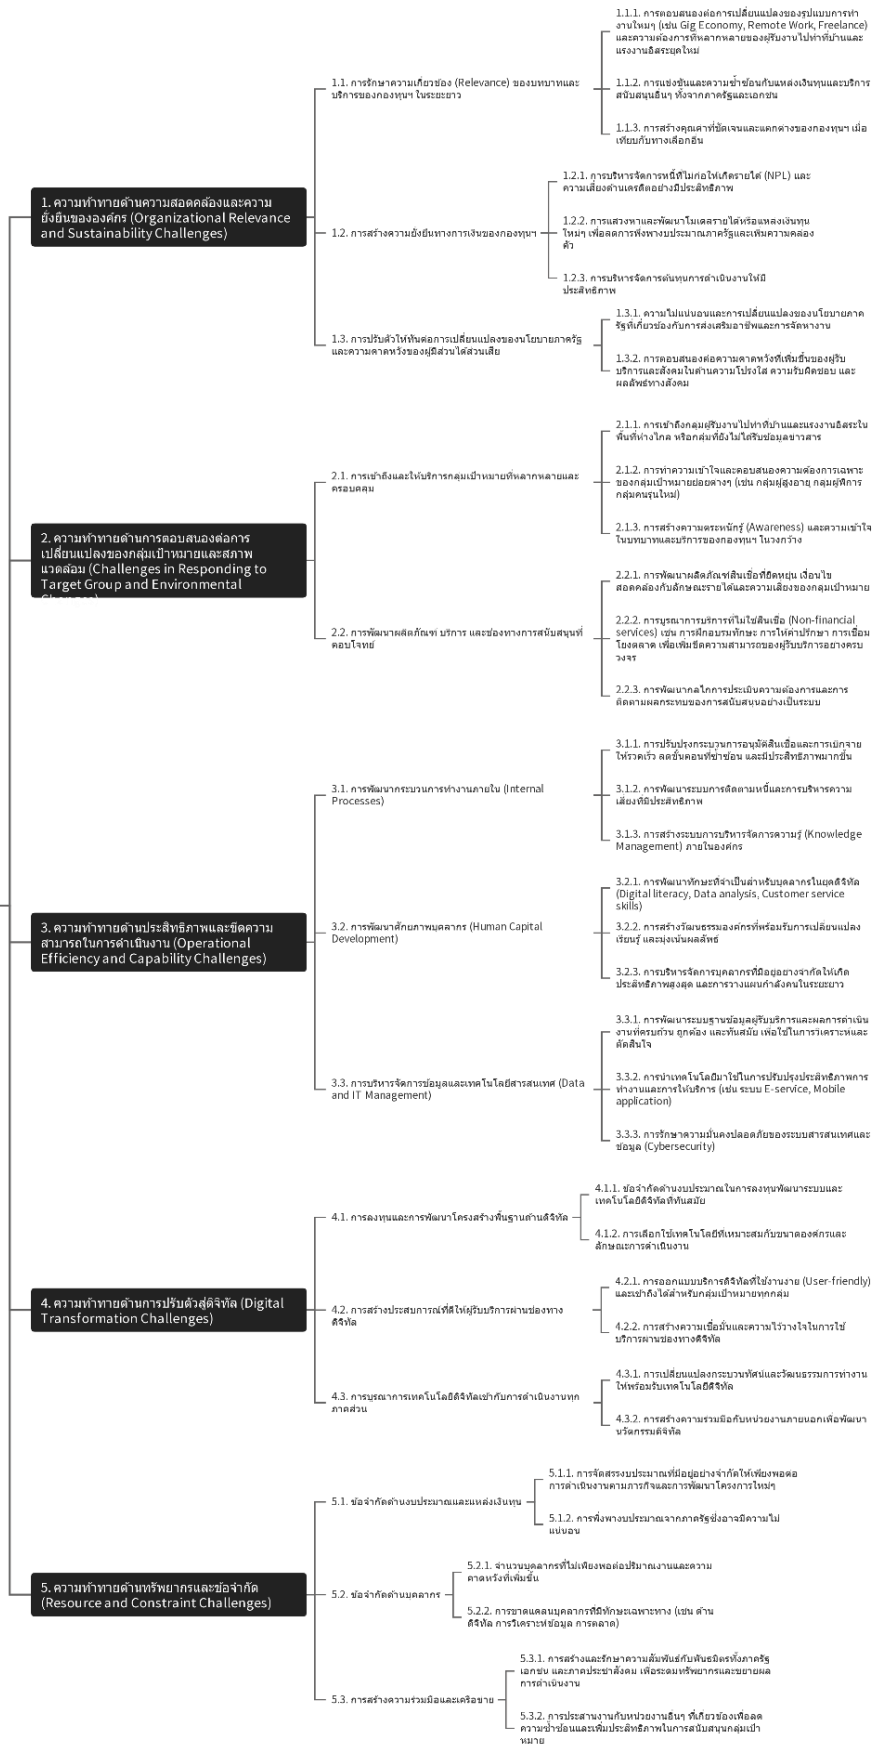 1. ความท้าทายด้านความสอดคล้องและความ
ยั่งยืนขององค์กร (Organizational Relevance
and Sustainability Challenges)
1.1. การรักษาความเกี่ยวข้อง (Relevance) ของบทบาทและ
บริการของกองทุนฯ ในระยะยาว
1.1.1. การตอบสนองต่อการเปลี่ยนแปลงของรูปแบบการทำ
งานใหม่ๆ (เช่น Gig Economy, Remote Work, Freelance)
และความต้องการที่หลากหลายของผู้รับงานไปทำที่บ้านและ
แรงงานอิสระยุคใหม่
1.1.2. การแข่งขันและความซ้ำซ้อนกับแหล่งเงินทุนและบริการ
สนับสนุนอื่นๆ ทั้งจากภาครัฐและเอกชน
1.1.3. การสร้างคุณค่าที่ชัดเจนและแตกต่างของกองทุนฯ เมื่อ
เทียบกับทางเลือกอื่น
1.2. การสร้างความยั่งยืนทางการเงินของกองทุนฯ
1.2.1. การบริหารจัดการหนี้ที่ไม่ก่อให้เกิดรายได้ (NPL) และ
ความเสี่ยงด้านเครดิตอย่างมีประสิทธิภาพ
1.2.2. การแสวงหาและพัฒนาโมเดลรายได้หรือแหล่งเงินทุน
ใหม่ๆ เพื่อลดการพึ่งพางบประมาณภาครัฐและเพิ่มความคล่อง
ตัว
1.2.3. การบริหารจัดการต้นทุนการดำเนินงานให้มี
ประสิทธิภาพ
1.3. การปรับตัวให้ทันต่อการเปลี่ยนแปลงของนโยบายภาครัฐ
และความคาดหวังของผู้มีส่วนได้ส่วนเสีย
1.3.1. ความไม่แน่นอนและการเปลี่ยนแปลงของนโยบายภาค
รัฐที่เกี่ยวข้องกับการส่งเสริมอาชีพและการจัดหางาน
1.3.2. การตอบสนองต่อความคาดหวังที่เพิ่มขึ้นของผู้รับ
บริการและสังคมในด้านความโปร่งใส ความรับผิดชอบ และ
ผลลัพธ์ทางสังคม
2. ความท้าทายด้านการตอบสนองต่อการ
เปลี่ยนแปลงของกลุ่มเป้าหมายและสภาพ
แวดล้อม (Challenges in Responding to
Target Group and Environmental
Changes)
2.1. การเข้าถึงและให้บริการกลุ่มเป้าหมายที่หลากหลายและ
ครอบคลุม
2.1.1. การเข้าถึงกลุ่มผู้รับงานไปทำที่บ้านและแรงงานอิสระใน
พื้นที่ห่างไกล หรือกลุ่มที่ยังไม่ได้รับข้อมูลข่าวสาร
2.1.2. การทำความเข้าใจและตอบสนองความต้องการเฉพาะ
ของกลุ่มเป้าหมายย่อยต่างๆ (เช่น กลุ่มผู้สูงอายุ กลุ่มผู้พิการ
กลุ่มคนรุ่นใหม่)
2.1.3. การสร้างความตระหนักรู้ (Awareness) และความเข้าใจ
ในบทบาทและบริการของกองทุนฯ ในวงกว้าง
2.2. การพัฒนาผลิตภัณฑ์ บริการ และช่องทางการสนับสนุนที่
ตอบโจทย์
2.2.1. การพัฒนาผลิตภัณฑ์สินเชื่อที่ยืดหยุ่น เงื่อนไข
สอดคล้องกับลักษณะรายได้และความเสี่ยงของกลุ่มเป้าหมาย
2.2.2. การบูรณาการบริการที่ไม่ใช่สินเชื่อ (Non-financial
services) เช่น การฝึกอบรมทักษะ การให้คำปรึกษา การเชื่อม
โยงตลาด เพื่อเพิ่มขีดความสามารถของผู้รับบริการอย่างครบ
วงจร
2.2.3. การพัฒนากลไกการประเมินความต้องการและการ
ติดตามผลกระทบของการสนับสนุนอย่างเป็นระบบ
3. ความท้าทายด้านประสิทธิภาพและขีดความ
สามารถในการดำเนินงาน (Operational
Efficiency and Capability Challenges)
3.1. การพัฒนากระบวนการทำงานภายใน (Internal
Processes)
3.1.1. การปรับปรุงกระบวนการอนุมัติสินเชื่อและการเบิกจ่าย
ให้รวดเร็ว ลดขั้นตอนที่ซ้ำซ้อน และมีประสิทธิภาพมากขึ้น
3.1.2. การพัฒนาระบบการติดตามหนี้และการบริหารความ
เสี่ยงที่มีประสิทธิภาพ
3.1.3. การสร้างระบบการบริหารจัดการความรู้ (Knowledge
Management) ภายในองค์กร
3.2. การพัฒนาศักยภาพบุคลากร (Human Capital
Development)
3.2.1. การพัฒนาทักษะที่จำเป็นสำหรับบุคลากรในยุคดิจิทัล
(Digital literacy, Data analysis, Customer service
skills)
3.2.2. การสร้างวัฒนธรรมองค์กรที่พร้อมรับการเปลี่ยนแปลง
เรียนรู้ และมุ่งเน้นผลลัพธ์
3.2.3. การบริหารจัดการบุคลากรที่มีอยู่อย่างจำกัดให้เกิด
ประสิทธิภาพสูงสุด และการวางแผนกำลังคนในระยะยาว
3.3. การบริหารจัดการข้อมูลและเทคโนโลยีสารสนเทศ (Data
and IT Management)
3.3.1. การพัฒนาระบบฐานข้อมูลผู้รับบริการและผลการดำเนิน
งานที่ครบถ้วน ถูกต้อง และทันสมัย เพื่อใช้ในการวิเคราะห์และ
ตัดสินใจ
3.3.2. การนำเทคโนโลยีมาใช้ในการปรับปรุงประสิทธิภาพการ
ทำงานและการให้บริการ (เช่น ระบบ E-service, Mobile
application)
3.3.3. การรักษาความมั่นคงปลอดภัยของระบบสารสนเทศและ
ข้อมูล (Cybersecurity)
4. ความท้าทายด้านการปรับตัวสู่ดิจิทัล (Digital
Transformation Challenges)
4.1. การลงทุนและการพัฒนาโครงสร้างพื้นฐานด้านดิจิทัล
4.1.1. ข้อจำกัดด้านงบประมาณในการลงทุนพัฒนาระบบและ
เทคโนโลยีดิจิทัลที่ทันสมัย
4.1.2. การเลือกใช้เทคโนโลยีที่เหมาะสมกับขนาดองค์กรและ
ลักษณะการดำเนินงาน
4.2. การสร้างประสบการณ์ที่ดีให้ผู้รับบริการผ่านช่องทาง
ดิจิทัล
4.2.1. การออกแบบบริการดิจิทัลที่ใช้งานง่าย (User-friendly)
และเข้าถึงได้สำหรับกลุ่มเป้าหมายทุกกลุ่ม
4.2.2. การสร้างความเชื่อมั่นและความไว้วางใจในการใช้
บริการผ่านช่องทางดิจิทัล
4.3. การบูรณาการเทคโนโลยีดิจิทัลเข้ากับการดำเนินงานทุก
ภาคส่วน
4.3.1. การเปลี่ยนแปลงกระบวนทัศน์และวัฒนธรรมการทำงาน
ให้พร้อมรับเทคโนโลยีดิจิทัล
4.3.2. การสร้างความร่วมมือกับหน่วยงานภายนอกเพื่อพัฒนา
นวัตกรรมดิจิทัล
5. ความท้าทายด้านทรัพยากรและข้อจำกัด
(Resource and Constraint Challenges)
5.1. ข้อจำกัดด้านงบประมาณและแหล่งเงินทุน
5.1.1. การจัดสรรงบประมาณที่มีอยู่อย่างจำกัดให้เพียงพอต่อ
การดำเนินงานตามภารกิจและการพัฒนาโครงการใหม่ๆ
5.1.2. การพึ่งพางบประมาณจากภาครัฐซึ่งอาจมีความไม่
แน่นอน
5.2. ข้อจำกัดด้านบุคลากร
5.2.1. จำนวนบุคลากรที่ไม่เพียงพอต่อปริมาณงานและความ
คาดหวังที่เพิ่มขึ้น
5.2.2. การขาดแคลนบุคลากรที่มีทักษะเฉพาะทาง (เช่น ด้าน
ดิจิทัล การวิเคราะห์ข้อมูล การตลาด)
5.3. การสร้างความร่วมมือและเครือข่าย
5.3.1. การสร้างและรักษาความสัมพันธ์กับพันธมิตรทั้งภาครัฐ
เอกชน และภาคประชาสังคม เพื่อระดมทรัพยากรและขยายผล
การดำเนินงาน
5.3.2. การประสานงานกับหน่วยงานอื่นๆ ที่เกี่ยวข้องเพื่อลด
ความซ้ำซ้อนและเพิ่มประสิทธิภาพในการสนับสนุนกลุ่มเป้า
หมาย